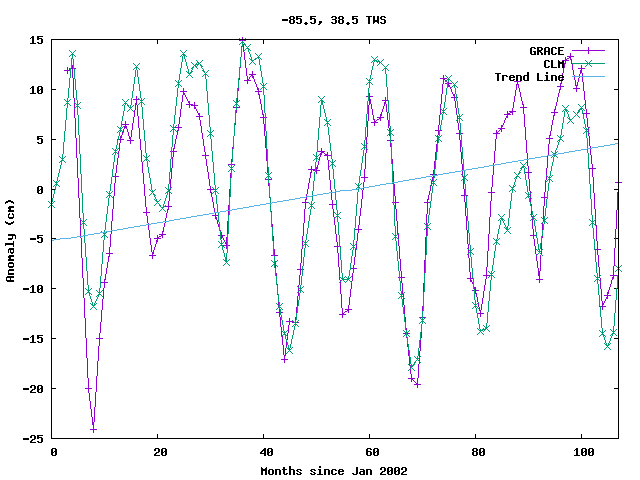 -85.5, 38.5 TWS
15
10
5
0
-5
-10
-15
-20
-25
Anomaly (cm)
GRACE
CLM
Trend Line
0 20 40 60 80 100
Months since Jan 2002